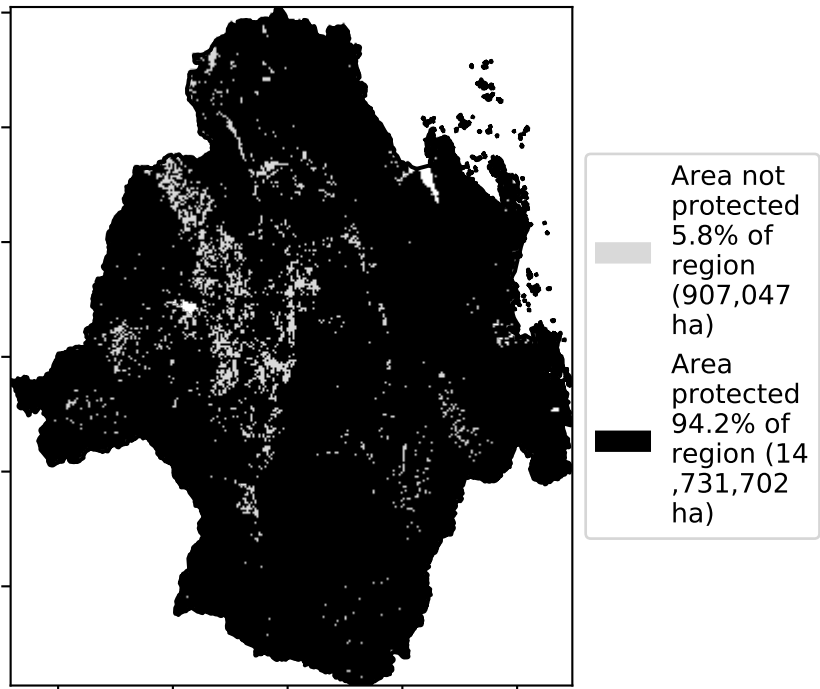 Area not
protected
5.8% of
region
(907,047
ha)
Area
protected
94.2% of
region (14
,731,702
ha)